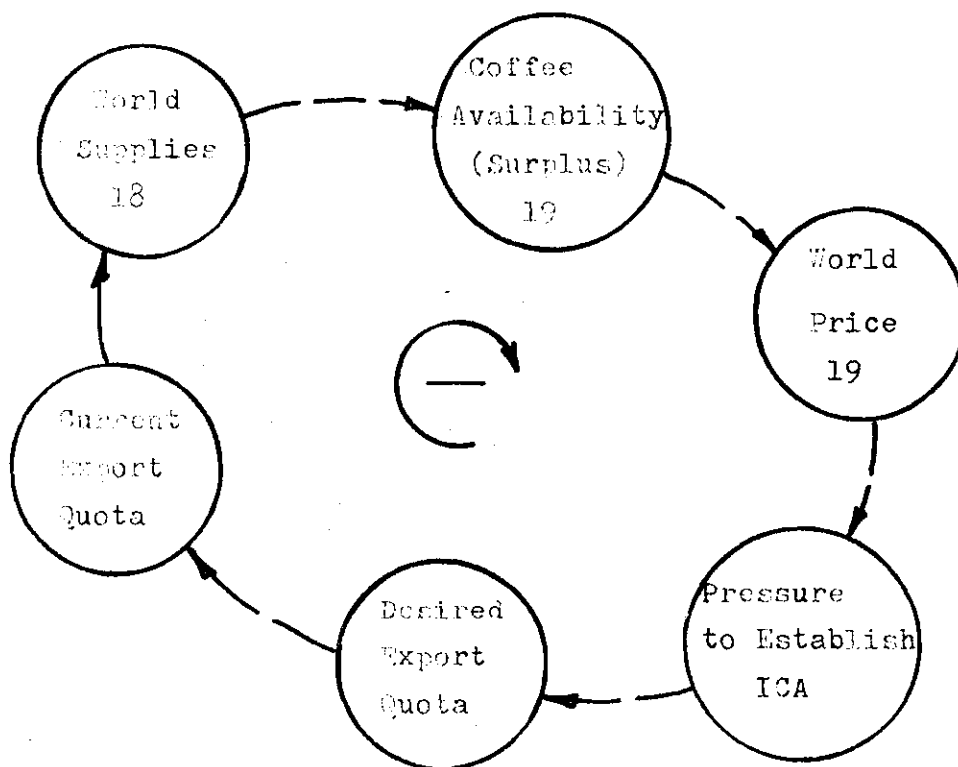 World
Supplies
18
Coffee
Availability
(Surplus)
19
World
Price
19
Pressure
to Establish
ICA
Desired
Export
Quota
Current
Export
Quota